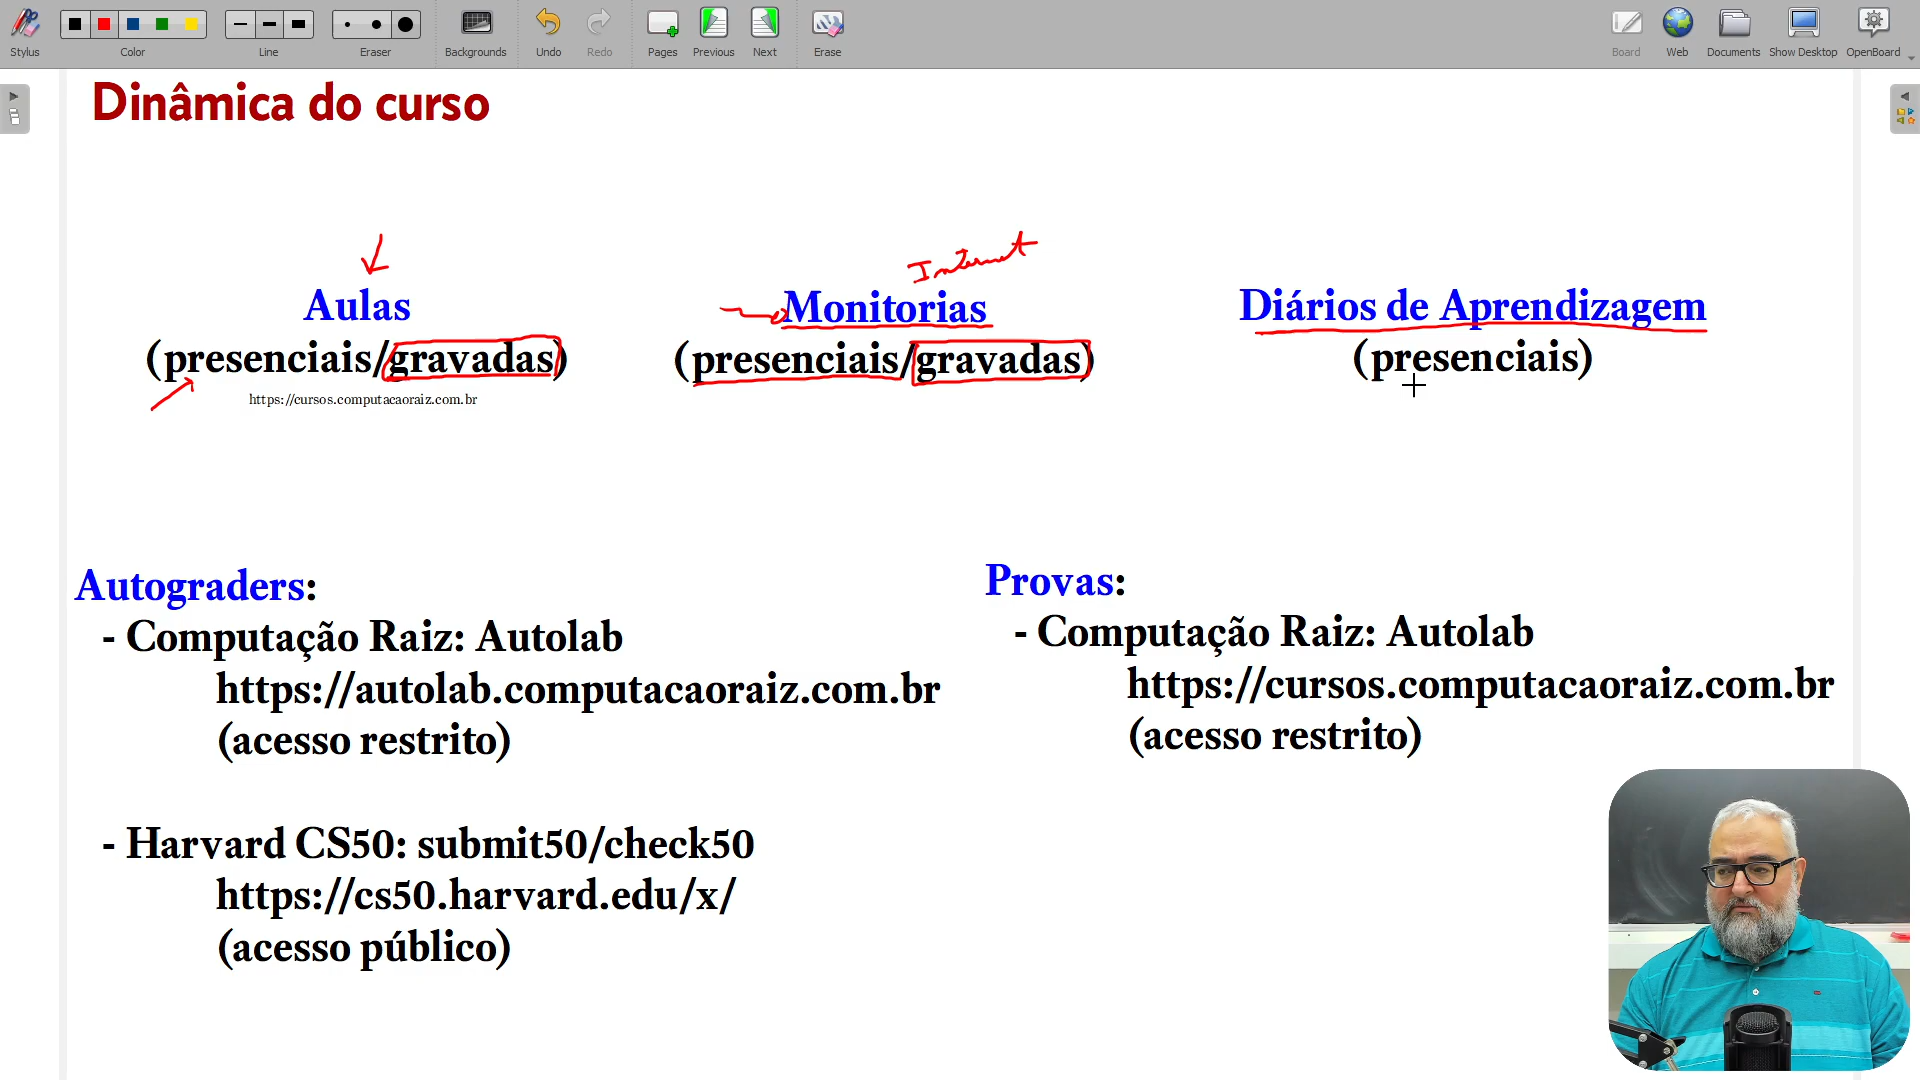 Stylus
Color
Line
Eraser
Backgrounds
Undo
Redo
Pages
Previous
Next
Erase
Board
Web
Documents
Show Desktop
OpenBoard
Dinâmica do curso
Internet
Aulas
(presenciais/gravadas)
https://cursos.computacaoraiz.com.br
Monitorias
(presenciais/gravadas)
Diários de Aprendizagem
(presenciais)
Autograders:
- Computação Raiz: Autolab
https://autolab.computacaoraiz.com.br
(acesso restrito)
- Harvard CS50: submit50/check50
https://cs50.harvard.edu/x/
(acesso público)
Provas:
- Computação Raiz: Autolab
https://cursos.computacaoraiz.com.br
(acesso restrito)